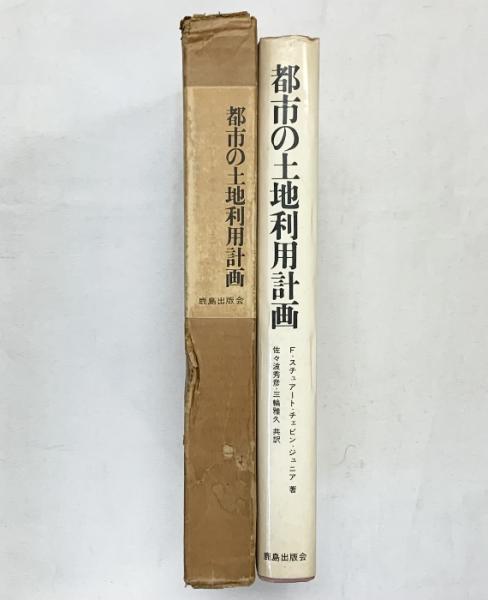 都市の土地利用計画
鹿島出版会
都市の土地利用計画
F・スチュアート・チェピン・ジュニア 著
佐々波秀彦・三輪雅久 共訳
鹿島出版会